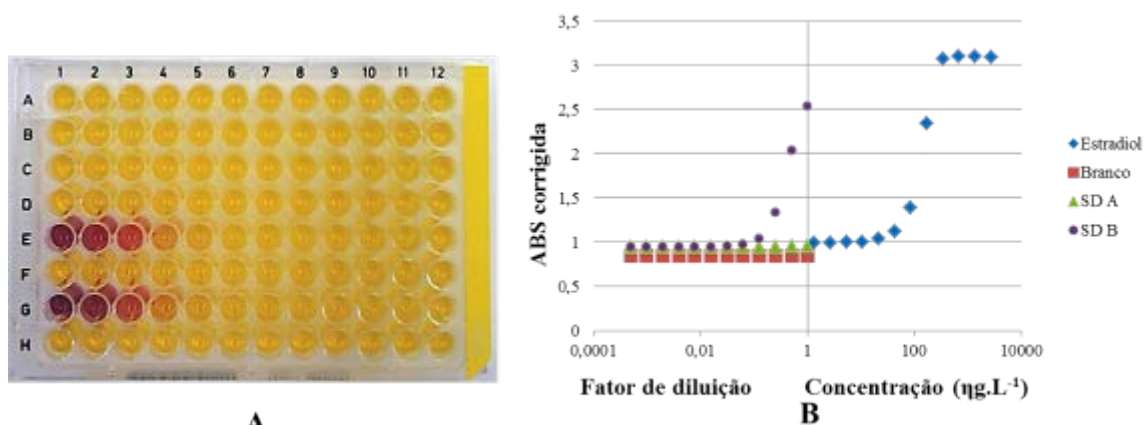 1 2 3 4 5 6 7 8 9 10 11 12
A
B
C
D
E
F
G
H
A
3,5
3
2,5
2
1,5
1
0,5
0
ABS corrigida
0,0001 0,01 1 100 10000
Fator de diluição Concentração (ηg.L⁻¹)
Estradiol
Branco
SD A
SD B
B